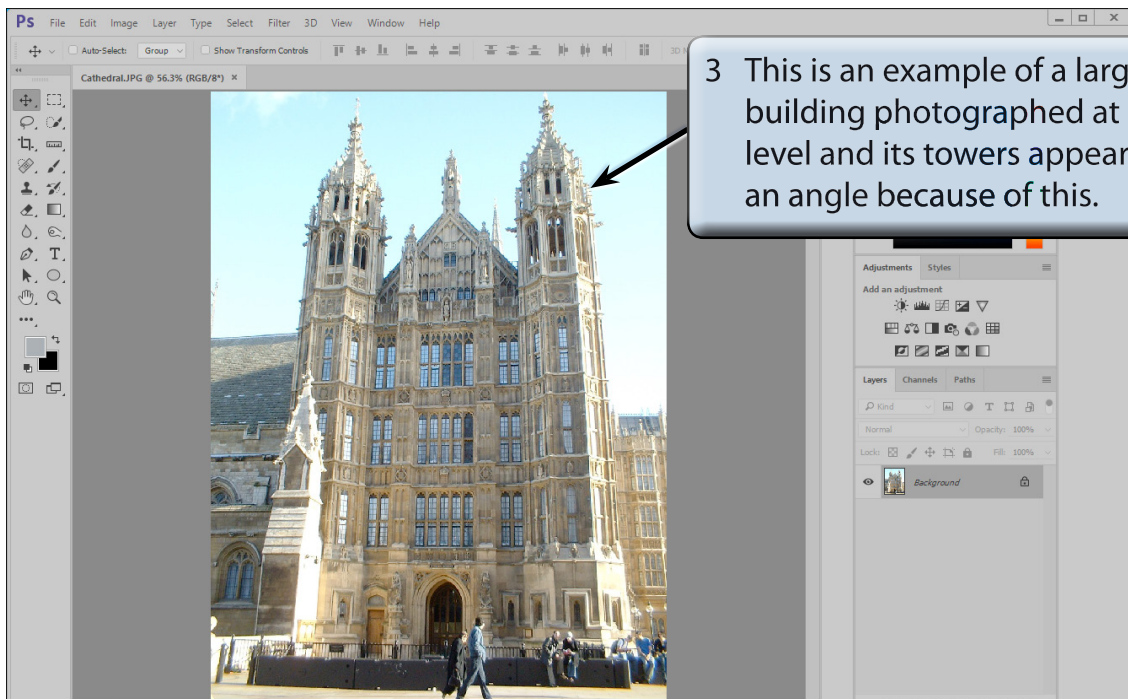 Ps File Edit Image Layer Type Select Filter 3D View Window Help
Auto-Select: Group Show Transform Controls 3D
Cathedral.JPG @ 56.3% (RGB/8*) ×
3 This is an example of a larg
building photographed at
level and its towers appear
an angle because of this.
Adjustments Styles
Add an adjustment
Layers Channels Paths
Kind
Normal Opacity: 100%
Lock: Fill: 100%
Background